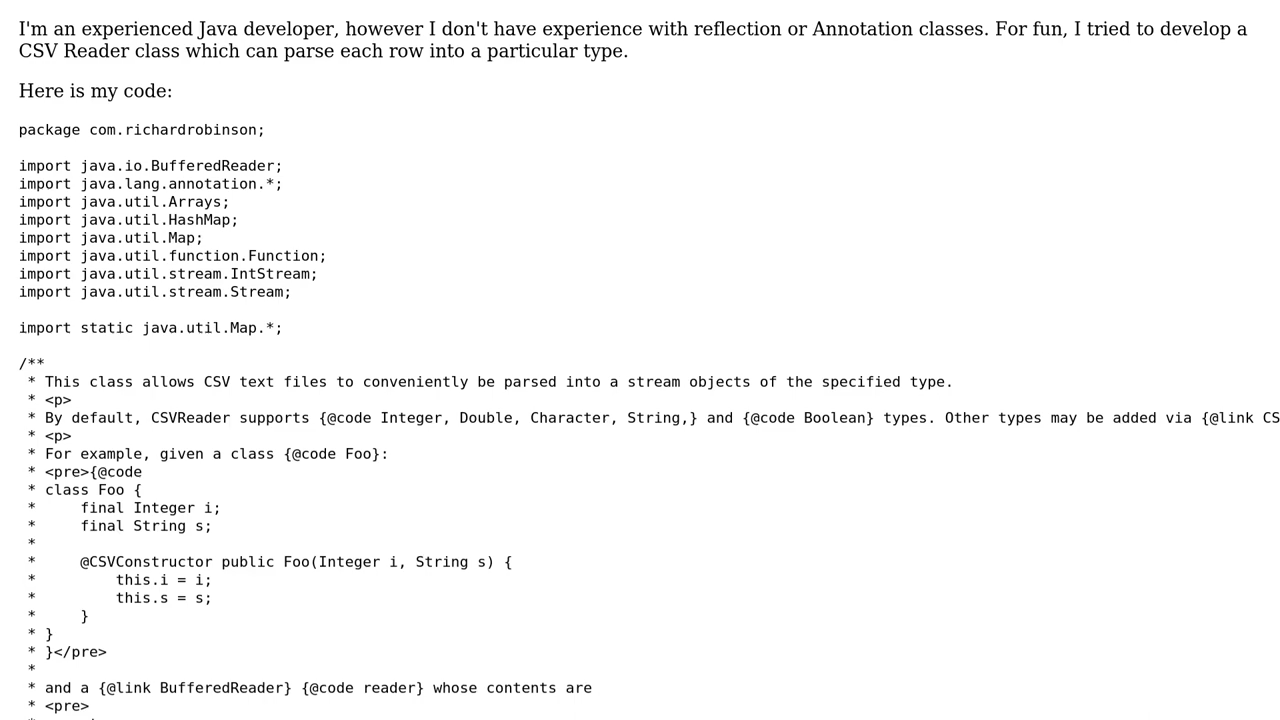 I'm an experienced Java developer, however I don't have experience with reflection or Annotation classes. For fun, I tried to develop a
CSV Reader class which can parse each row into a particular type.
Here is my code:
package com.richardrobinson;
import java.io.BufferedReader;
import java.lang.annotation.*;
import java.util.Arrays;
import java.util.HashMap;
import java.util.Map;
import java.util.function.Function;
import java.util.stream.IntStream;
import java.util.stream.Stream;
import static java.util.Map.*;
/**
 * This class allows CSV text files to conveniently be parsed into a stream objects of the specified type.
 * <p>
 * By default, CSVReader supports {@code Integer, Double, Character, String,} and {@code Boolean} types. Other types may be added via {@link CS
 * <p>
 * For example, given a class {@code Foo}:
 * <pre>{@code
 * class Foo {
 *     final Integer i;
 *     final String s;
 *
 *     @CSVConstructor public Foo(Integer i, String s) {
 *         this.i = i;
 *         this.s = s;
 *     }
 * }
 * }</pre>
 *
 * and a {@link BufferedReader} {@code reader} whose contents are
 * <pre>